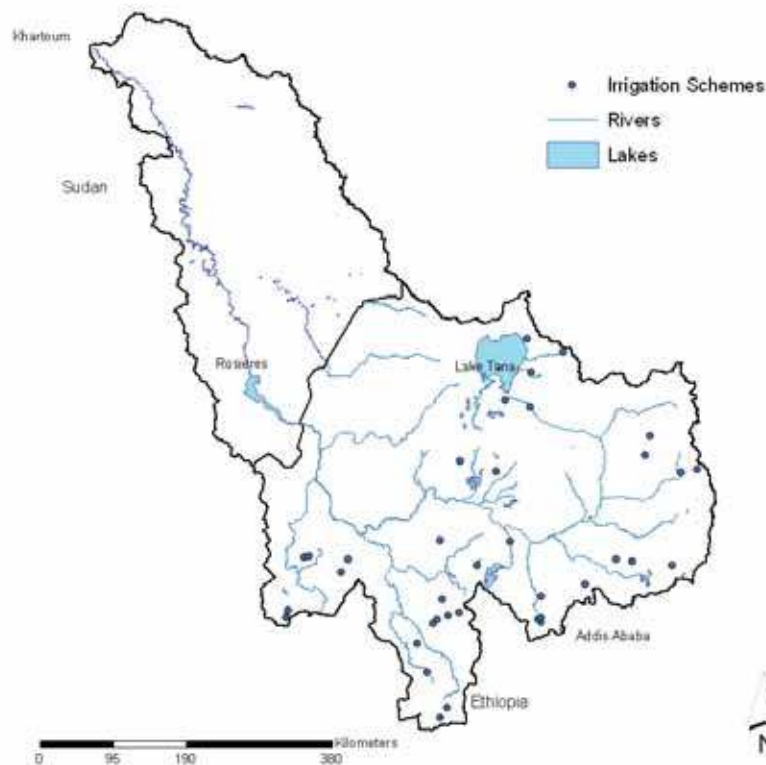 Khartoum
Irrigation Schemes
Rivers
Lakes
Sudan
Roseires
Lake Tana
Addis Ababa
Ethiopia
Kilometers
0 95 190 380
N